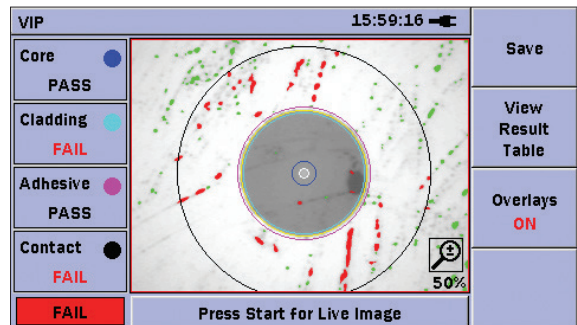 VIP
15:59:16
Core
PASS
Cladding
FAIL
Adhesive
PASS
Contact
FAIL
FAIL
50%
Press Start for Live Image
Save
View
Result
Table
Overlays
ON